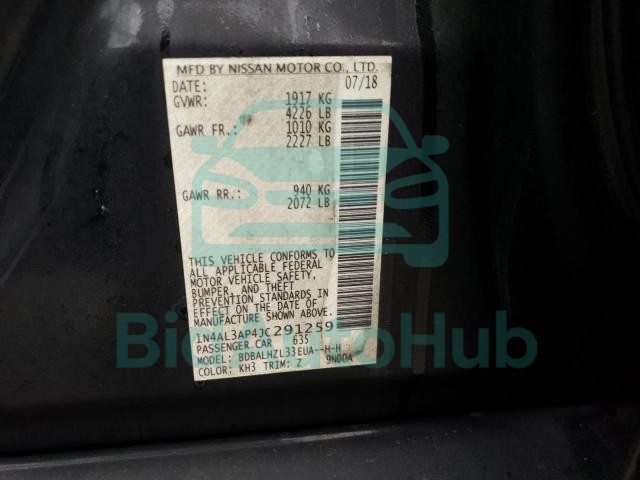 MFD BY NISSAN MOTOR CO., LTD.
DATE: 07/18
GVWR: 1917 KG
4226 LB
GAWR FR.: 1010 KG
2227 LB
GAWR RR.: 940 KG
2072 LB
THIS VEHICLE CONFORMS TO
ALL APPLICABLE FEDERAL
MOTOR VEHICLE SAFETY,
BUMPER, AND THEFT
PREVENTION STANDARDS IN
EFFECT ON THE DATE OF
MANUFACTURE SHOWN ABOVE.
1N4AL3AP4JC291259
PASSENGER CAR 635
MODEL: BDBALHZL33EUA--H-H
COLOR: KH3 TRIM: Z 9N00A
BidAutoHub